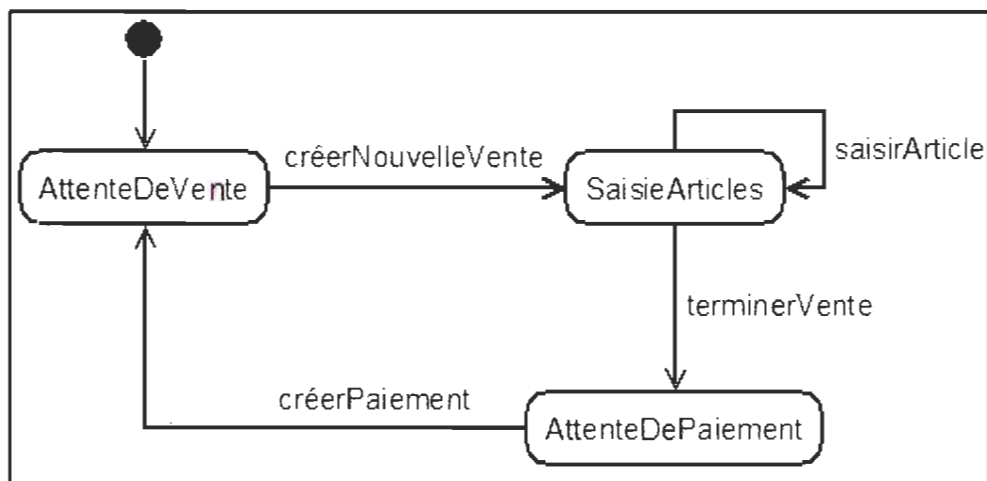 créerNouvelleVente
saisirArticle
AttenteDeVente
SaisieArticles
terminerVente
créerPaiement
AttenteDePaiement